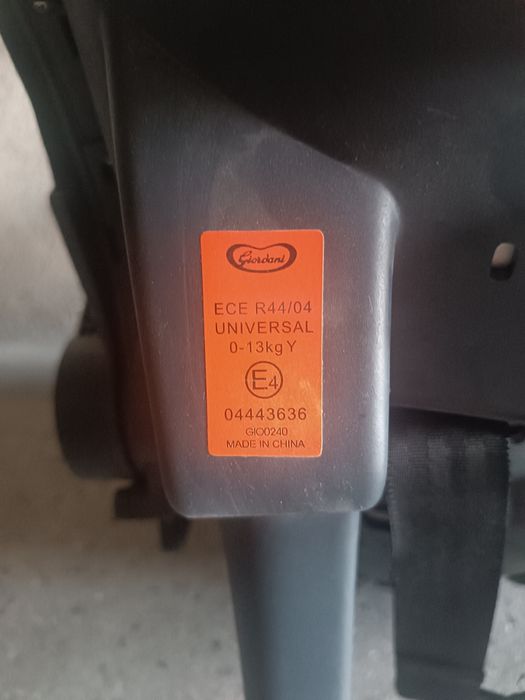 Giordani
ECE R44/04
UNIVERSAL
0-13kg Y
E4
04443636
GIO0240
MADE IN CHINA